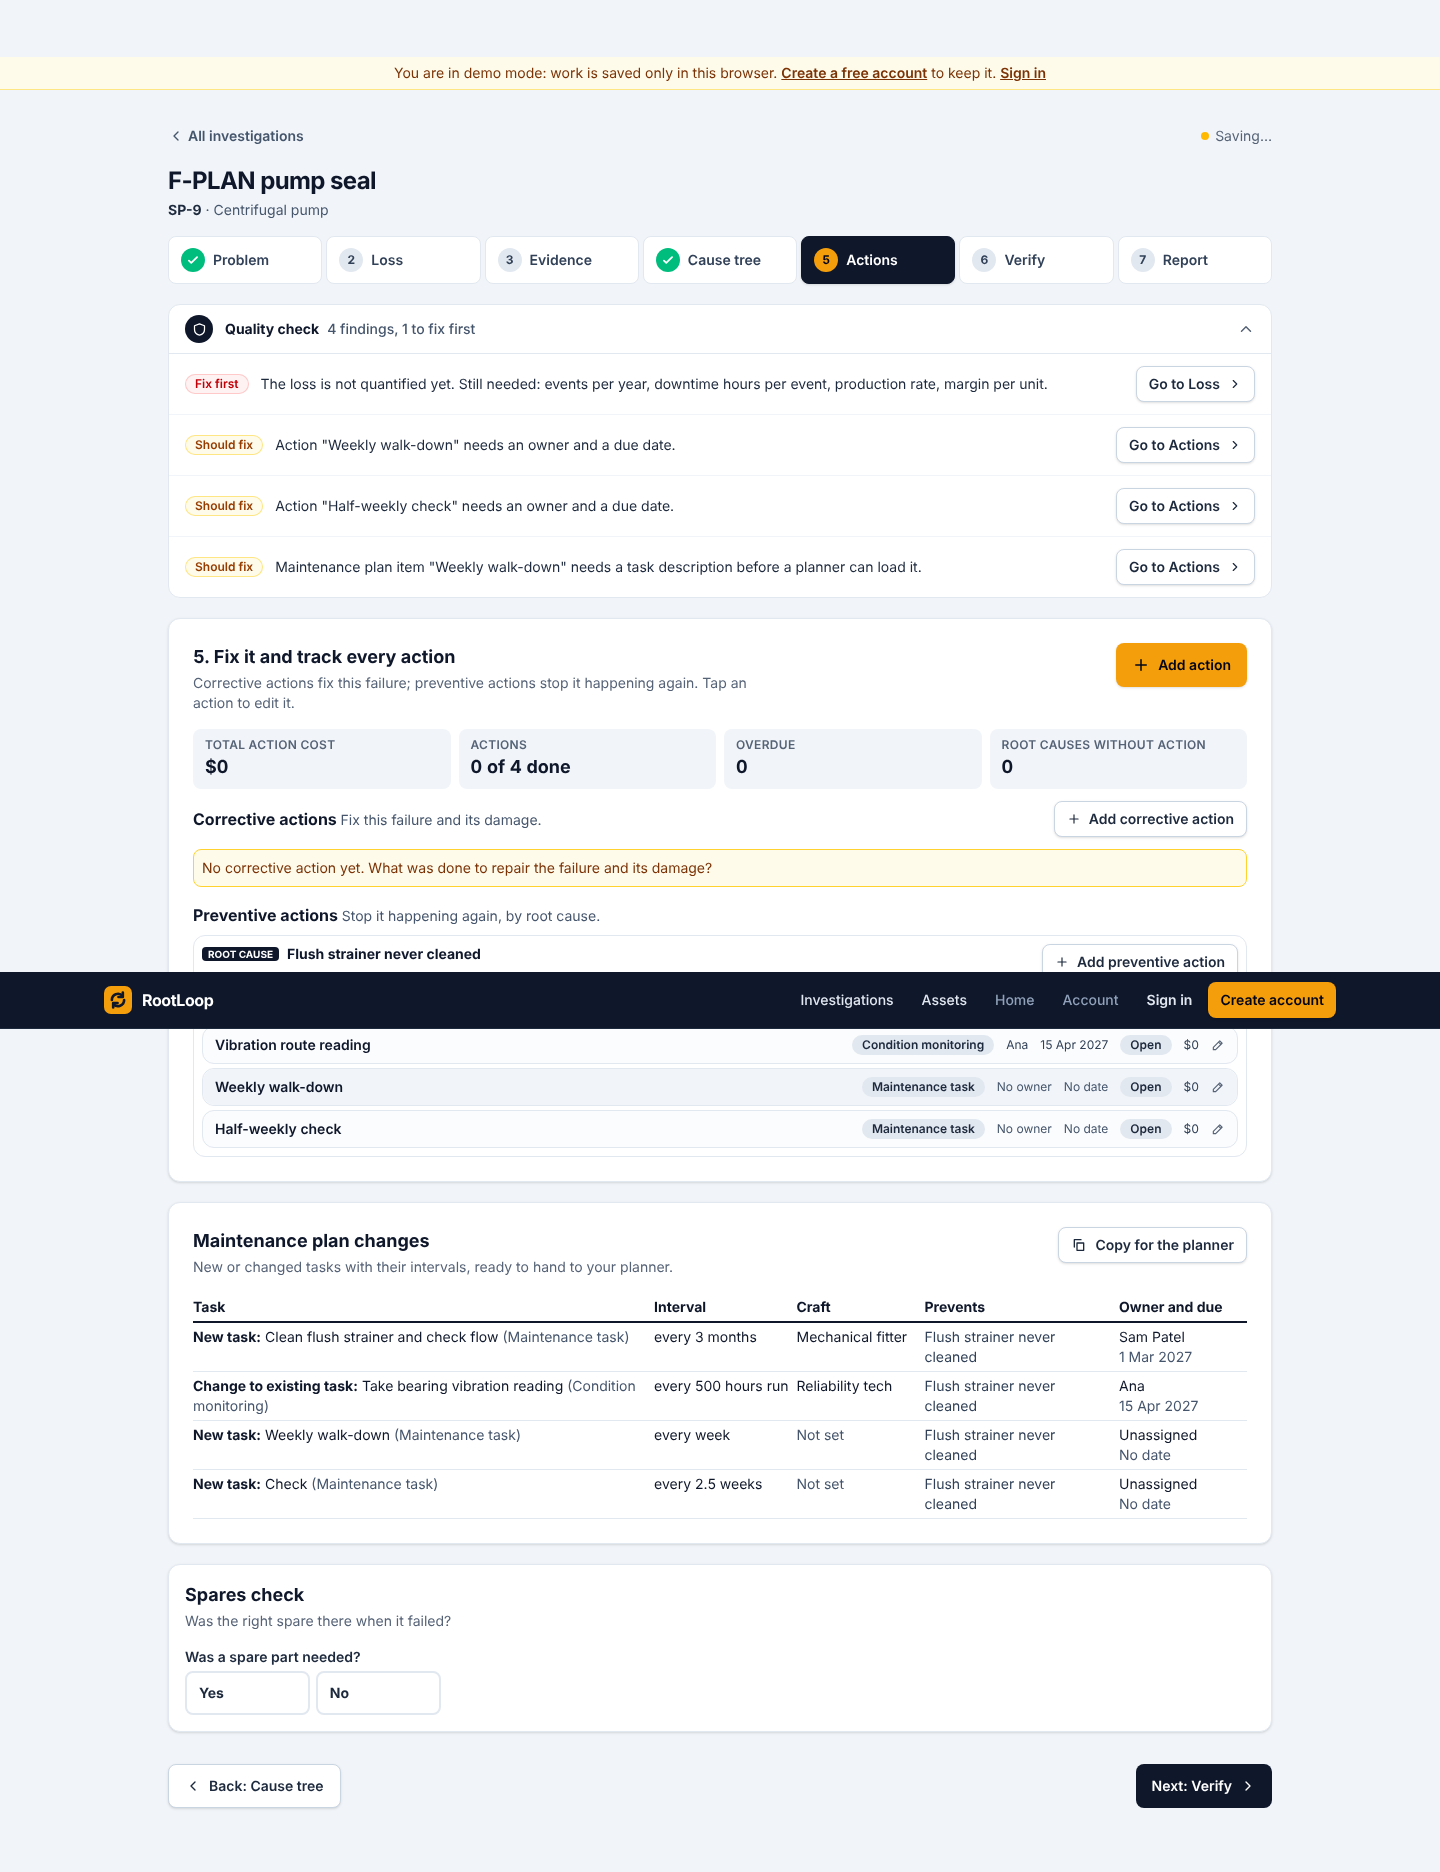 You are in demo mode: work is saved only in this browser. Create a free account to keep it. Sign in
All investigations
Saving...
F-PLAN pump seal
SP-9 · Centrifugal pump
Problem
2 Loss
3 Evidence
Cause tree
5 Actions
6 Verify
7 Report
Quality check 4 findings, 1 to fix first
Fix first The loss is not quantified yet. Still needed: events per year, downtime hours per event, production rate, margin per unit. Go to Loss
Should fix Action "Weekly walk-down" needs an owner and a due date. Go to Actions
Should fix Action "Half-weekly check" needs an owner and a due date. Go to Actions
Should fix Maintenance plan item "Weekly walk-down" needs a task description before a planner can load it. Go to Actions
5. Fix it and track every action
Add action
Corrective actions fix this failure; preventive actions stop it happening again. Tap an
action to edit it.
TOTAL ACTION COST
$0
ACTIONS
0 of 4 done
OVERDUE
0
ROOT CAUSES WITHOUT ACTION
0
Corrective actions Fix this failure and its damage. Add corrective action
No corrective action yet. What was done to repair the failure and its damage?
Preventive actions Stop it happening again, by root cause.
ROOT CAUSE Flush strainer never cleaned Add preventive action
RootLoop Investigations Assets Home Account Sign in Create account
Vibration route reading Condition monitoring Ana 15 Apr 2027 Open $0
Weekly walk-down Maintenance task No owner No date Open $0
Half-weekly check Maintenance task No owner No date Open $0
Maintenance plan changes
Copy for the planner
New or changed tasks with their intervals, ready to hand to your planner.
Task Interval Craft Prevents Owner and due
New task: Clean flush strainer and check flow (Maintenance task) every 3 months Mechanical fitter Flush strainer never Sam Patel
cleaned 1 Mar 2027
Change to existing task: Take bearing vibration reading (Condition every 500 hours run Reliability tech Flush strainer never Ana
monitoring) cleaned 15 Apr 2027
New task: Weekly walk-down (Maintenance task) every week Not set Flush strainer never Unassigned
cleaned No date
New task: Check (Maintenance task) every 2.5 weeks Not set Flush strainer never Unassigned
cleaned No date
Spares check
Was the right spare there when it failed?
Was a spare part needed?
Yes No
Back: Cause tree
Next: Verify